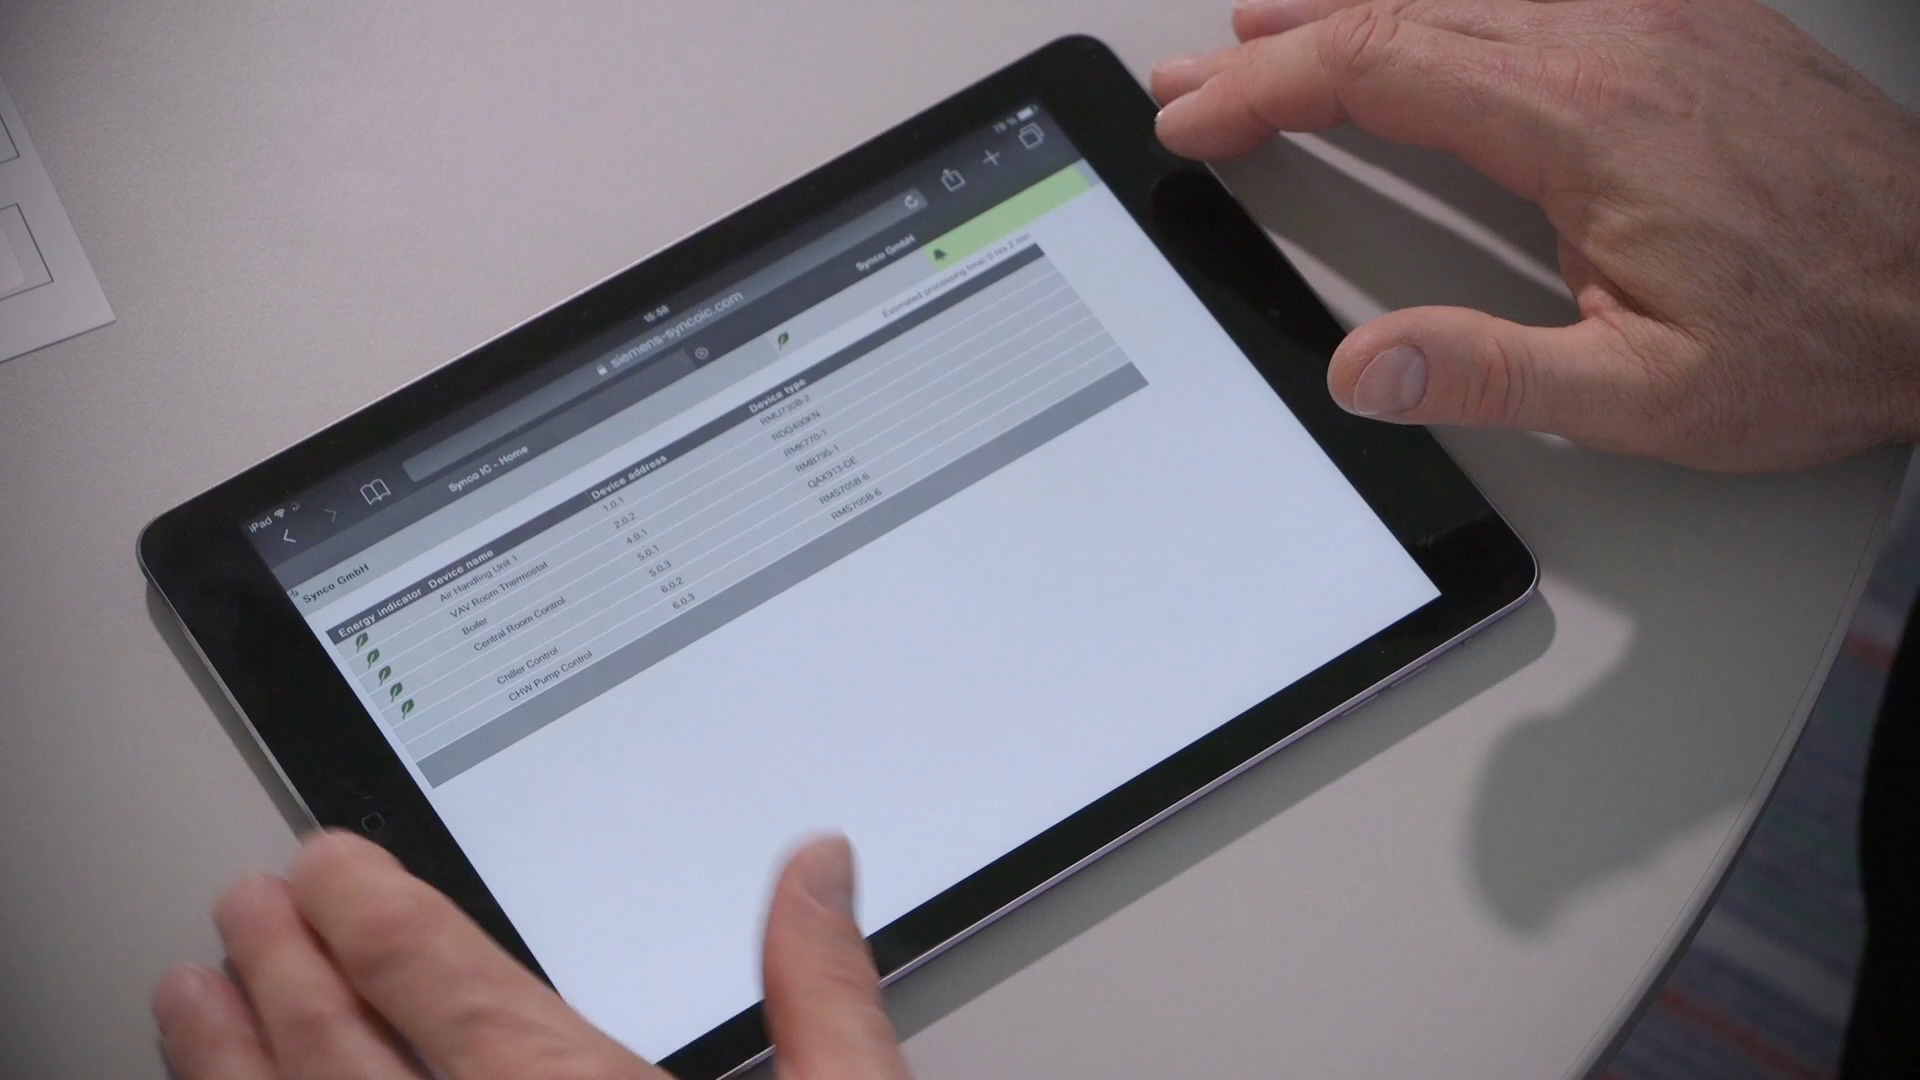 iPad 15:58 78 %
siemens-syncoic.com
Synco IC - Home Synco GmbH
Synco GmbH
Estimated processing time: 0 hrs 2 min
Energy indicator Device name Device address Device type
Air Handling Unit 1 1.0.1 RMU730B-2
VAV Room Thermostat 2.0.2 RDG400KN
Boiler 4.0.1 RMK770-1
Central Room Control 5.0.1 RMB795-1
5.0.3 QAX913-DE
Chiller Control 6.0.2 RMS705B-6
CHW Pump Control 6.0.3 RMS705B-6